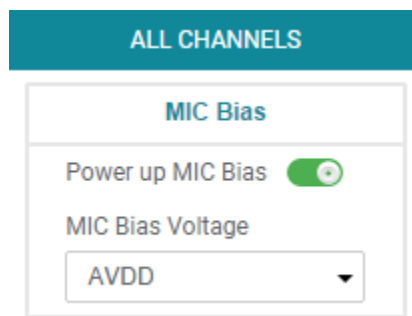 ALL CHANNELS
MIC Bias
Power up MIC Bias
MIC Bias Voltage
AVDD